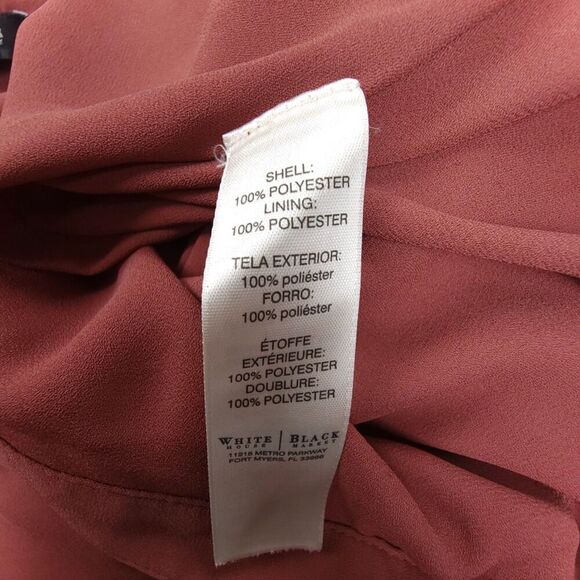 SHELL:
100% POLYESTER
LINING:
100% POLYESTER
TELA EXTERIOR:
100% poliéster
FORRO:
100% poliéster
ÉTOFFE
EXTÉRIEURE:
100% POLYESTER
DOUBLURE:
100% POLYESTER
WHITE | BLACK
HOUSE MARKET
11215 METRO PARKWAY
FORT MYERS, FL 33966